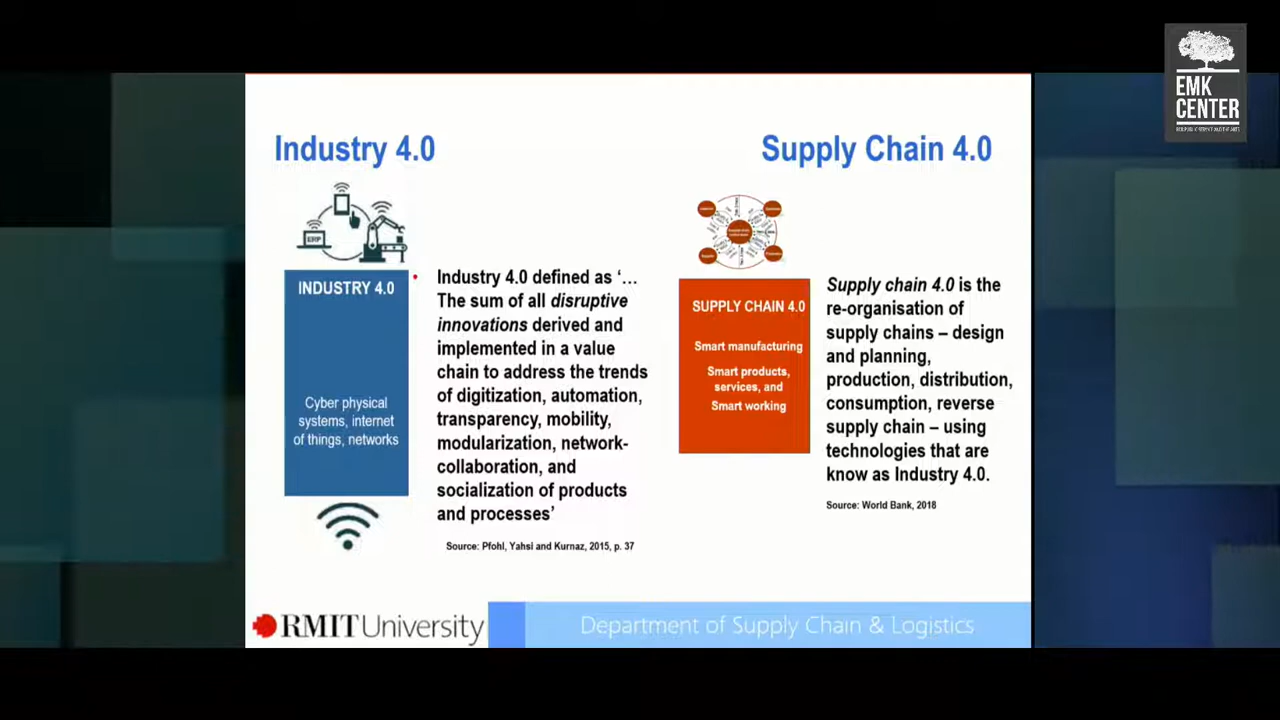 EMK
CENTER
Industry 4.0
Supply Chain 4.0
ERP
INDUSTRY 4.0
Cyber physical
systems, internet
of things, networks
• Industry 4.0 defined as ‘…
The sum of all disruptive
innovations derived and
implemented in a value
chain to address the trends
of digitization, automation,
transparency, mobility,
modularization, network-
collaboration, and
socialization of products
and processes’
Source: Pfohl, Yahsi and Kurnaz, 2015, p. 37
SUPPLY CHAIN 4.0
Smart manufacturing
Smart products,
services, and
Smart working
Supply chain 4.0 is the
re-organisation of
supply chains – design
and planning,
production, distribution,
consumption, reverse
supply chain – using
technologies that are
know as Industry 4.0.
Source: World Bank, 2018
RMIT University
Department of Supply Chain & Logistics